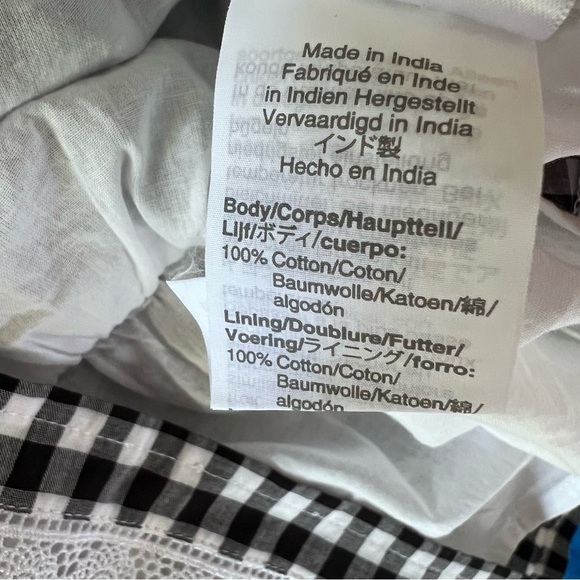 Made in India
Fabriqué en Inde
in Indien Hergestellt
Vervaardigd in India
インド製
Hecho en India
Body/Corps/Hauptteil/
Lijf/ボディ/cuerpo:
100% Cotton/Coton/
Baumwolle/Katoen/綿/
algodón
Lining/Doublure/Futter/
Voering/ライニング/forro:
100% Cotton/Coton/
Baumwolle/Katoen/綿/
algodón